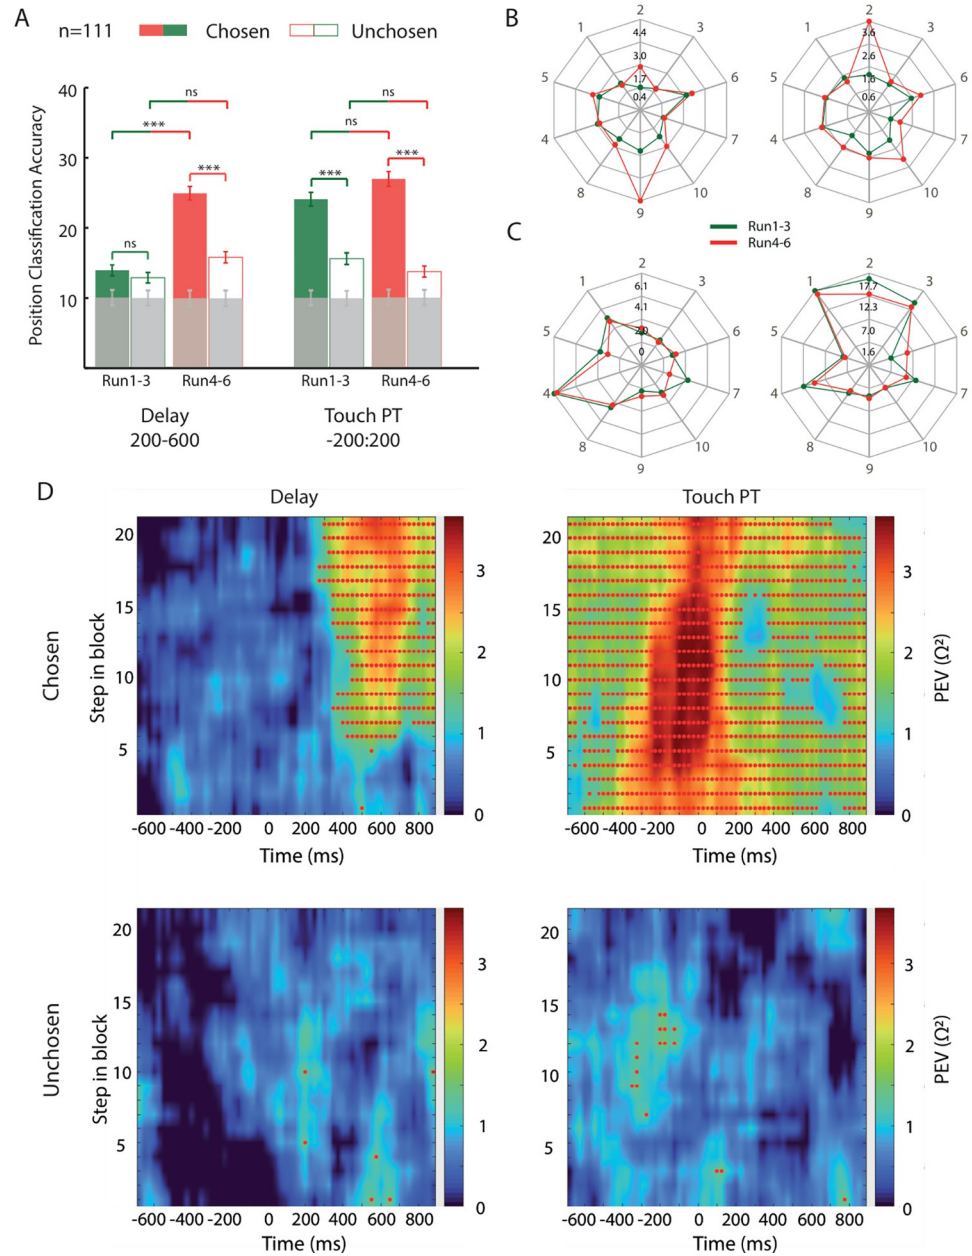 A
n=111
Chosen
Unchosen
Position Classification Accuracy
40
30
20
10
ns
***
***
ns
ns
ns
***
***
Run1-3
Run4-6
Run1-3
Run4-6
Delay
200-600
Touch PT
-200:200
B
2
1
3
5
6
4
7
8
10
9
4.4
3.0
1.7
0.4
2
1
3
5
6
4
7
8
10
9
3.6
2.6
1.6
0.6
C
Run1-3
Run4-6
2
1
3
5
6
4
7
8
10
9
6.1
4.1
2.0
0
2
1
3
5
6
4
7
8
10
9
17.7
12.3
7.0
1.6
D
Delay
Touch PT
Chosen
Step in block
20
15
10
5
-600 -400 -200 0 200 400 600 800
Time (ms)
3
2
1
0
20
15
10
5
-600 -400 -200 0 200 400 600 800
Time (ms)
3
2
1
0
PEV (Ω²)
Unchosen
Step in block
20
15
10
5
-600 -400 -200 0 200 400 600 800
Time (ms)
3
2
1
0
20
15
10
5
-600 -400 -200 0 200 400 600 800
Time (ms)
3
2
1
0
PEV (Ω²)